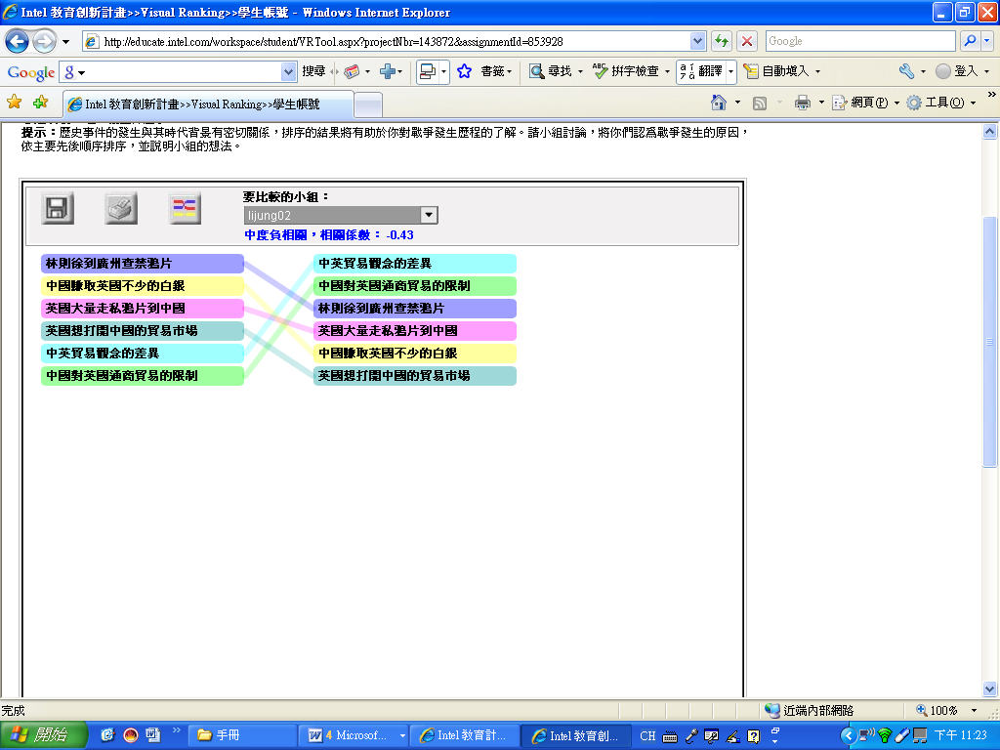 Intel 教育創新計畫>>Visual Ranking>>學生帳號 - Windows Internet Explorer
http://educate.intel.com/workspace/student/VRTool.aspx?projectNbr=143872&assignmentId=853928
Google
Google
搜尋
書籤
尋找
ABC 拼字檢查
翻譯
自動填入
登入
Intel 教育創新計畫>>Visual Ranking>>學生帳號
網頁(P)
工具(O)
提示：歷史事件的發生與其時代背景有密切關係，排序的結果將有助於你對戰爭發生歷程的了解。請小組討論，將你們認為戰爭發生的原因，
依主要先後順序排序，並說明小組的想法。
要比較的小組：
lijung02
中度負相關，相關係數： -0.43
林則徐到廣州查禁鴉片
中國賺取英國不少的白銀
英國大量走私鴉片到中國
英國想打開中國的貿易市場
中英貿易觀念的差異
中國對英國通商貿易的限制
中英貿易觀念的差異
中國對英國通商貿易的限制
林則徐到廣州查禁鴉片
英國大量走私鴉片到中國
中國賺取英國不少的白銀
英國想打開中國的貿易市場
完成
近端內部網路
100%
開始
手冊
4 Microsof...
Intel 教育計...
Intel 教育創...
CH
下午 11:23